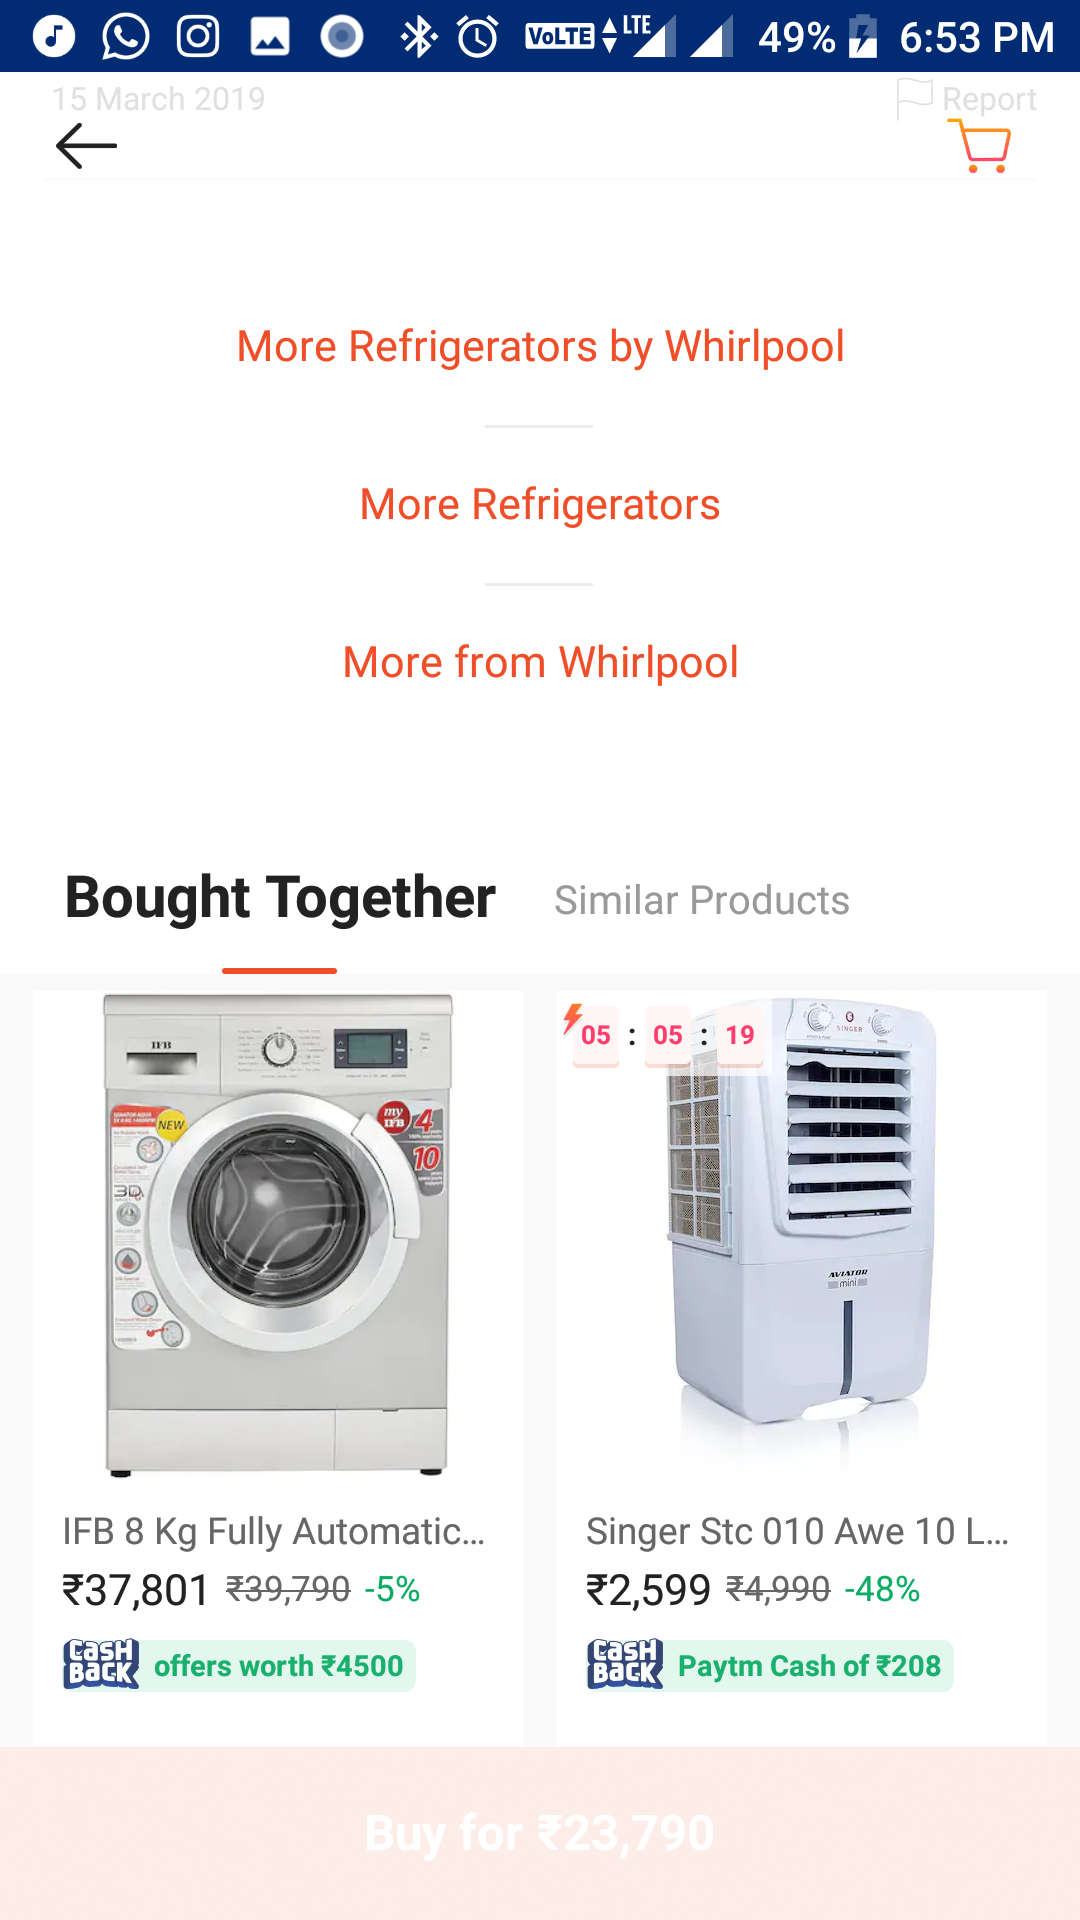 VoLTE LTE 49% 6:53 PM
15 March 2019 Report
More Refrigerators by Whirlpool
More Refrigerators
More from Whirlpool
Bought Together Similar Products
05 : 05 : 19
SINGER
IFB
NEW
my IFB 4
10
3D
AVIATOR
mini
IFB 8 Kg Fully Automatic... Singer Stc 010 Awe 10 L...
₹37,801 ₹39,790 -5% ₹2,599 ₹4,990 -48%
CASH BACK offers worth ₹4500 CASH BACK Paytm Cash of ₹208
Buy for ₹23,790